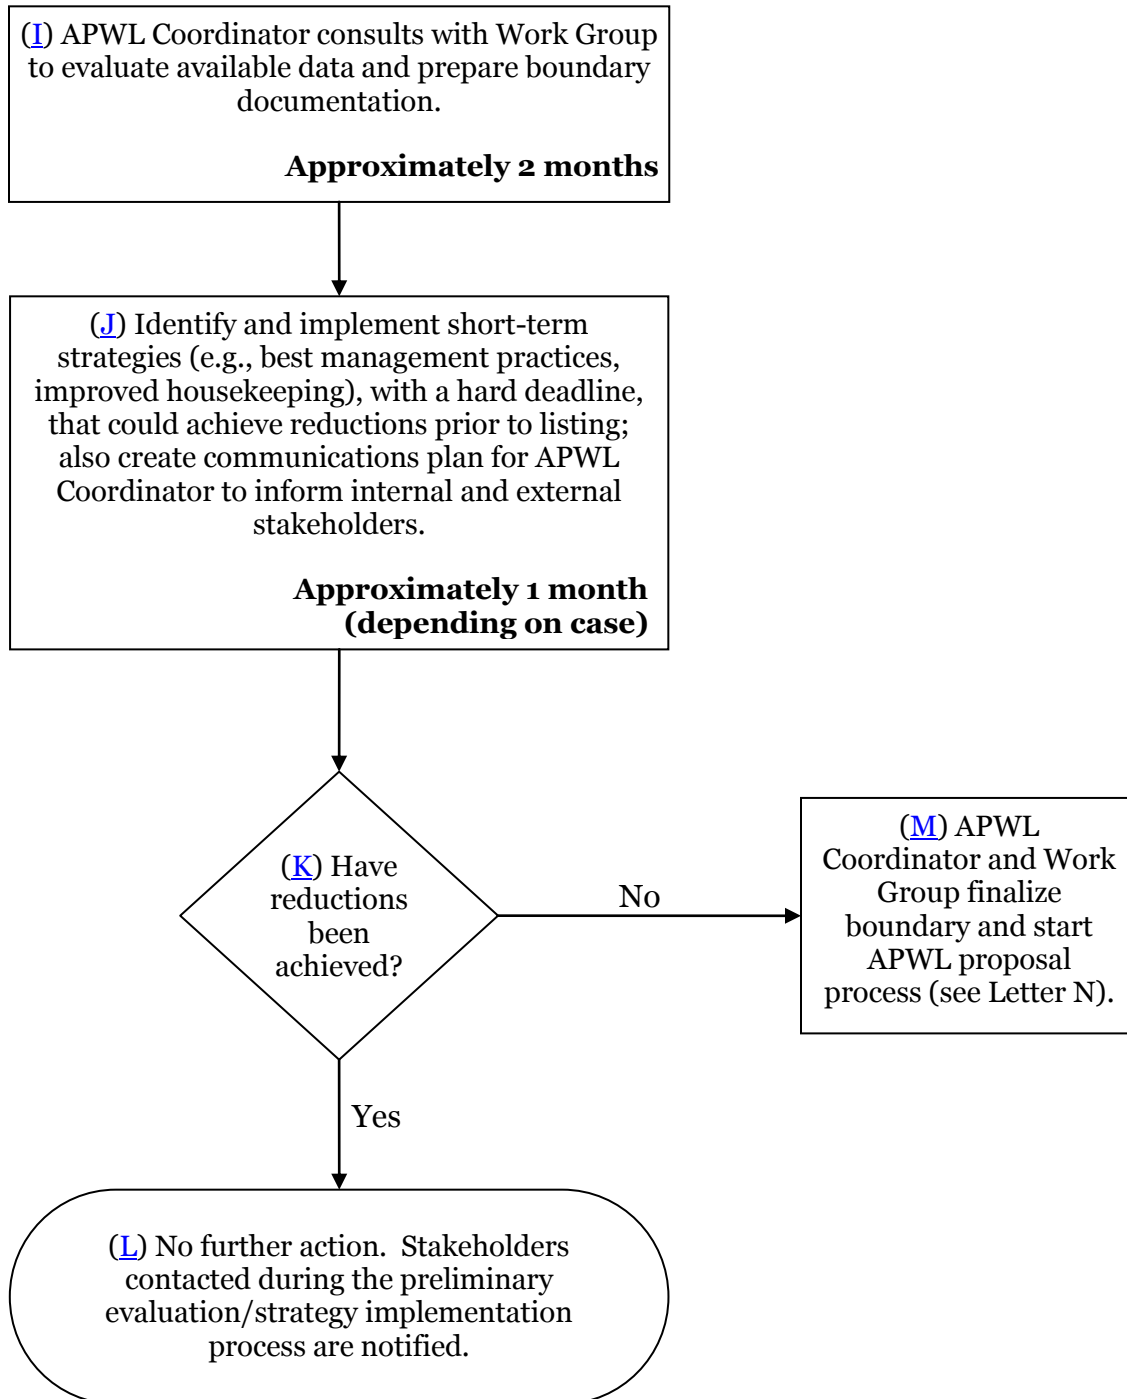 (I) APWL Coordinator consults with Work Group
to evaluate available data and prepare boundary
documentation.
Approximately 2 months
(J) Identify and implement short-term
strategies (e.g., best management practices,
improved housekeeping), with a hard deadline,
that could achieve reductions prior to listing;
also create communications plan for APWL
Coordinator to inform internal and external
stakeholders.
Approximately 1 month
(depending on case)
(K) Have
reductions
been
achieved?
No
(M) APWL
Coordinator and Work
Group finalize
boundary and start
APWL proposal
process (see Letter N).
Yes
(L) No further action.  Stakeholders
contacted during the preliminary
evaluation/strategy implementation
process are notified.